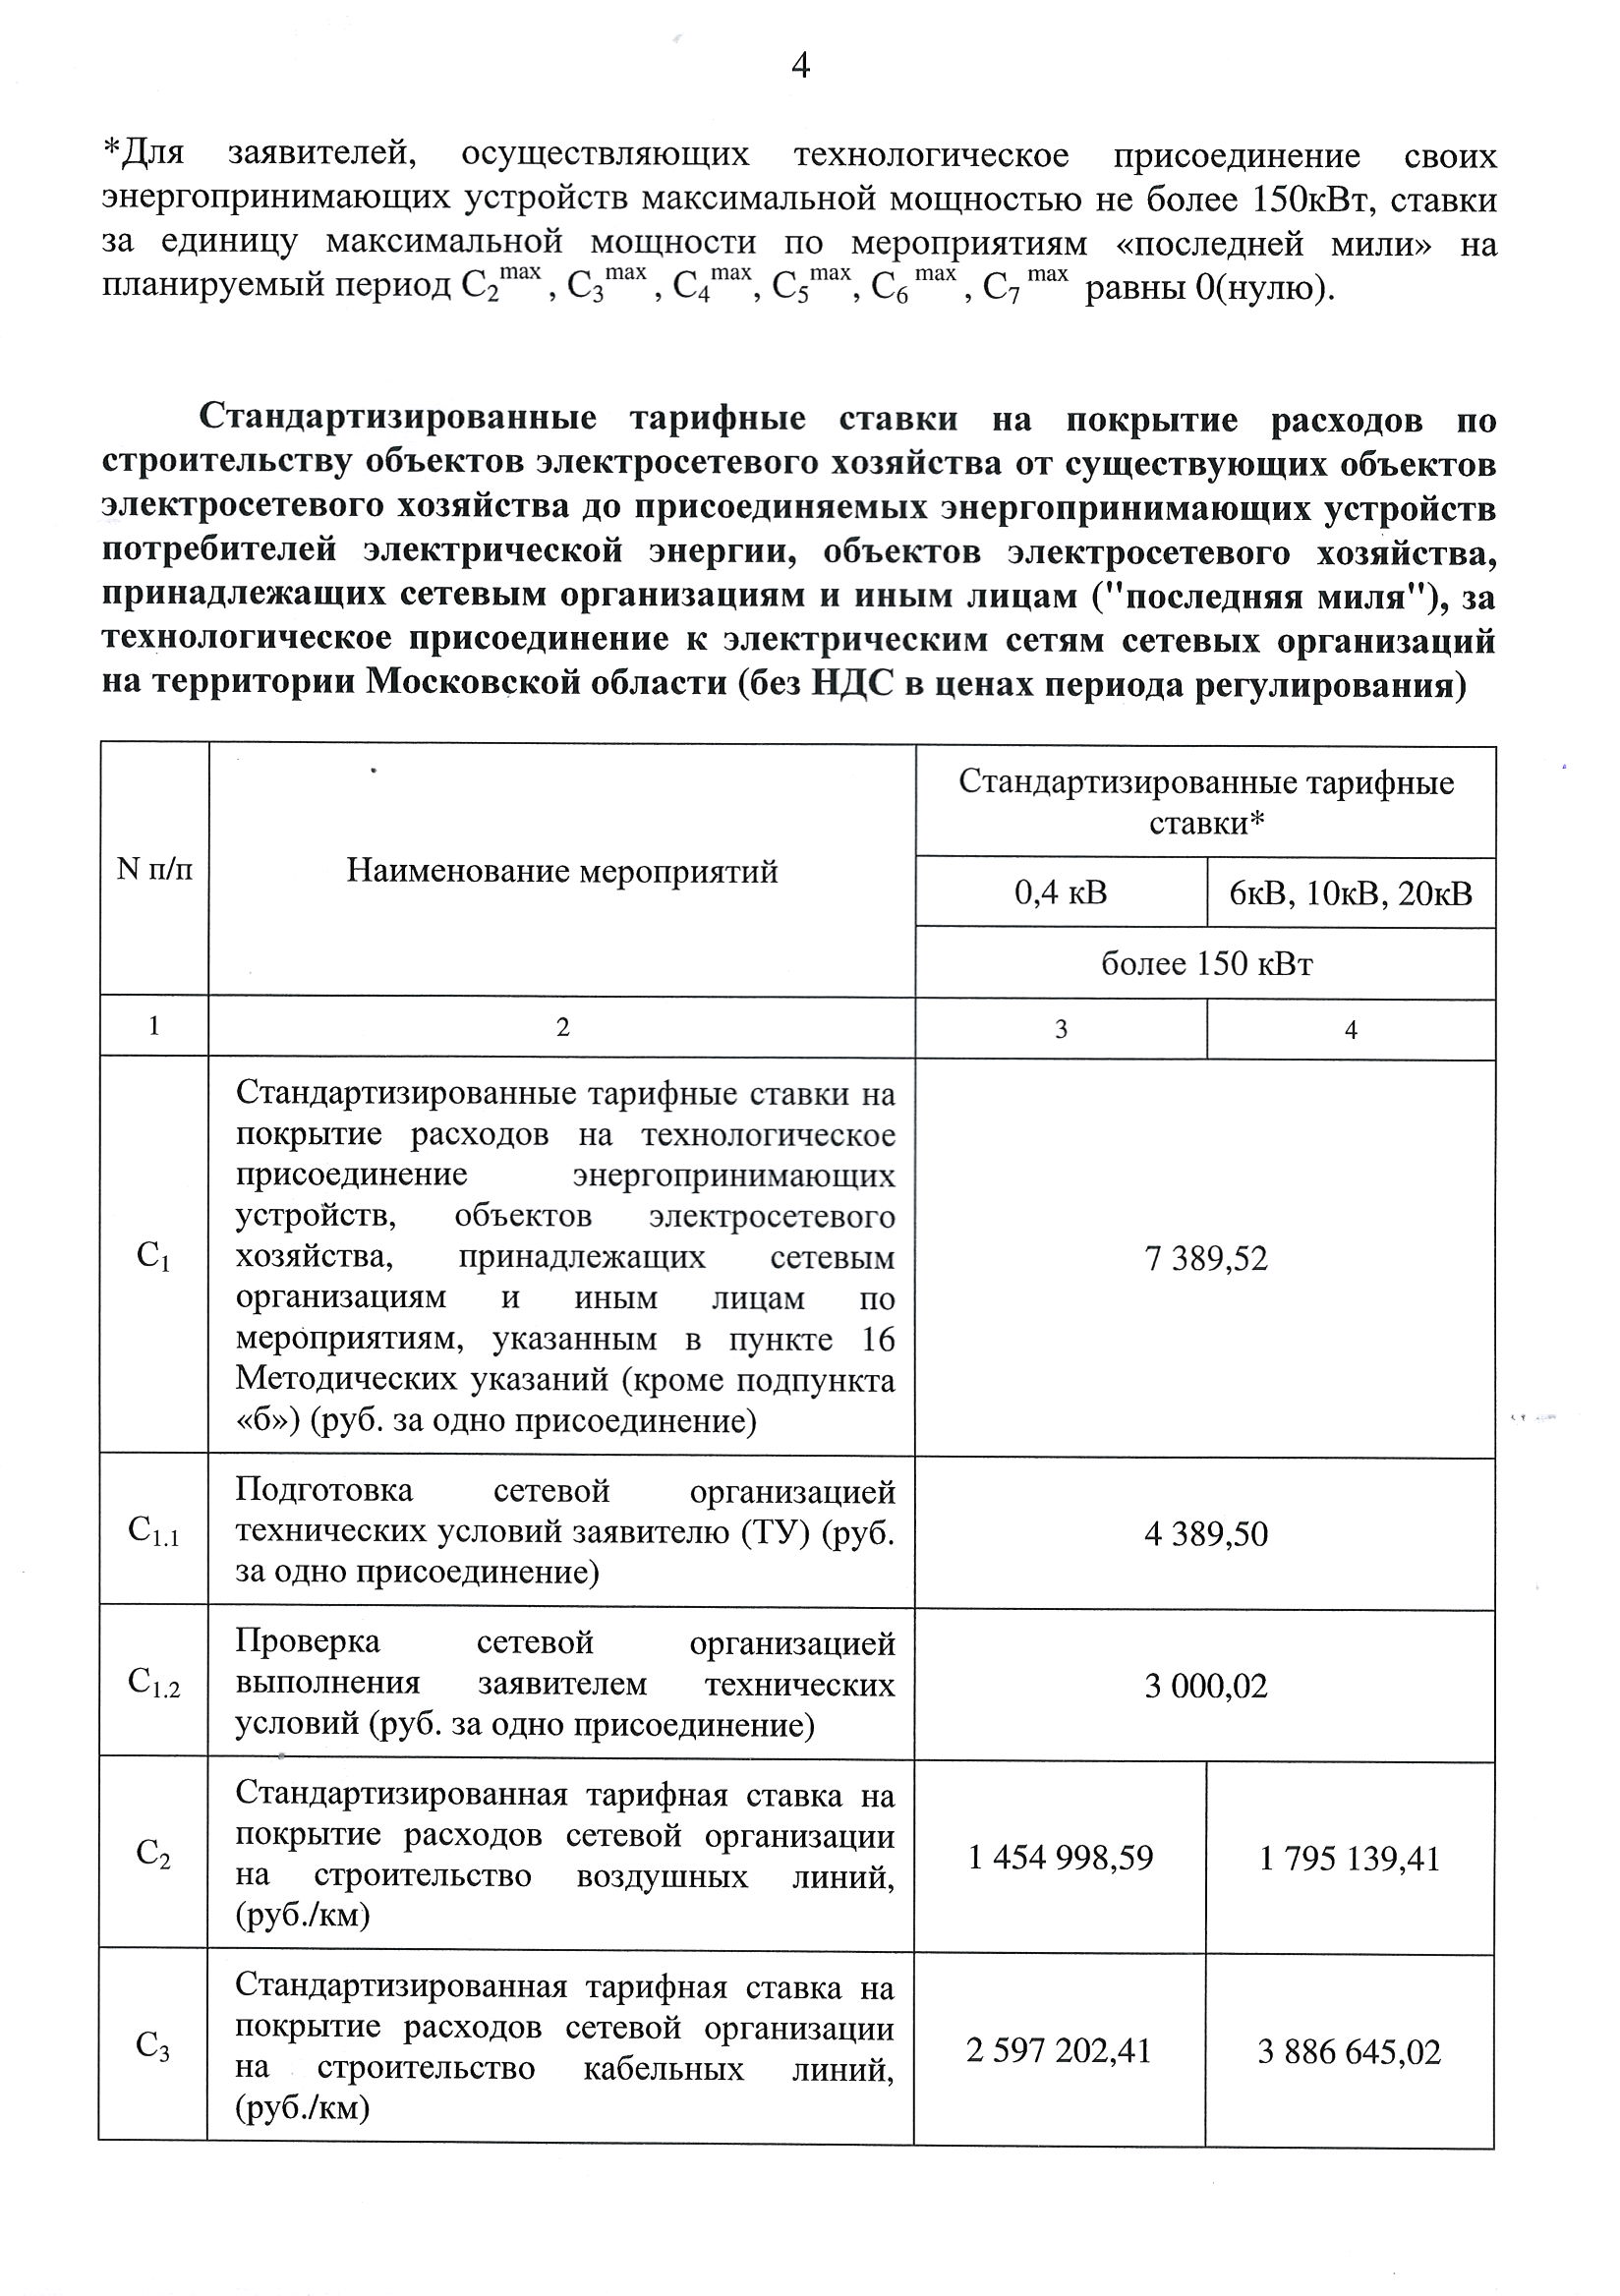 4
*Для заявителей, осуществляющих технологическое присоединение своих
энергопринимающих устройств максимальной мощностью не более 150кВт, ставки
за единицу максимальной мощности по мероприятиям «последней мили» на
планируемый период C₂ᵐᵃˣ , C₃ᵐᵃˣ , C₄ᵐᵃˣ , C₅ᵐᵃˣ , C₆ ᵐᵃˣ , C₇ ᵐᵃˣ равны 0(нулю).
Стандартизированные тарифные ставки на покрытие расходов по
строительству объектов электросетевого хозяйства от существующих объектов
электросетевого хозяйства до присоединяемых энергопринимающих устройств
потребителей электрической энергии, объектов электросетевого хозяйства,
принадлежащих сетевым организациям и иным лицам ("последняя миля"), за
технологическое присоединение к электрическим сетям сетевых организаций
на территории Московской области (без НДС в ценах периода регулирования)
N п/п
Наименование мероприятий
Стандартизированные тарифные
ставки*
0,4 кВ
6кВ, 10кВ, 20кВ
более 150 кВт
1
2
3
4
C₁
Стандартизированные тарифные ставки на
покрытие расходов на технологическое
присоединение энергопринимающих
устройств, объектов электросетевого
хозяйства, принадлежащих сетевым
организациям и иным лицам по
мероприятиям, указанным в пункте 16
Методических указаний (кроме подпункта
«б») (руб. за одно присоединение)
7 389,52
C₁.₁
Подготовка сетевой организацией
технических условий заявителю (ТУ) (руб.
за одно присоединение)
4 389,50
C₁.₂
Проверка сетевой организацией
выполнения заявителем технических
условий (руб. за одно присоединение)
3 000,02
C₂
Стандартизированная тарифная ставка на
покрытие расходов сетевой организации
на строительство воздушных линий,
(руб./км)
1 454 998,59
1 795 139,41
C₃
Стандартизированная тарифная ставка на
покрытие расходов сетевой организации
на строительство кабельных линий,
(руб./км)
2 597 202,41
3 886 645,02